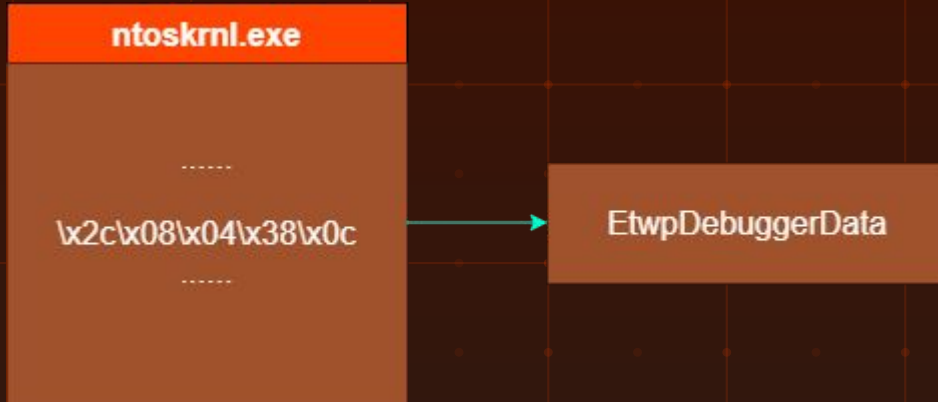 ntoskrnl.exe
------
\x2c\x08\x04\x38\x0c
------
EtwpDebuggerData